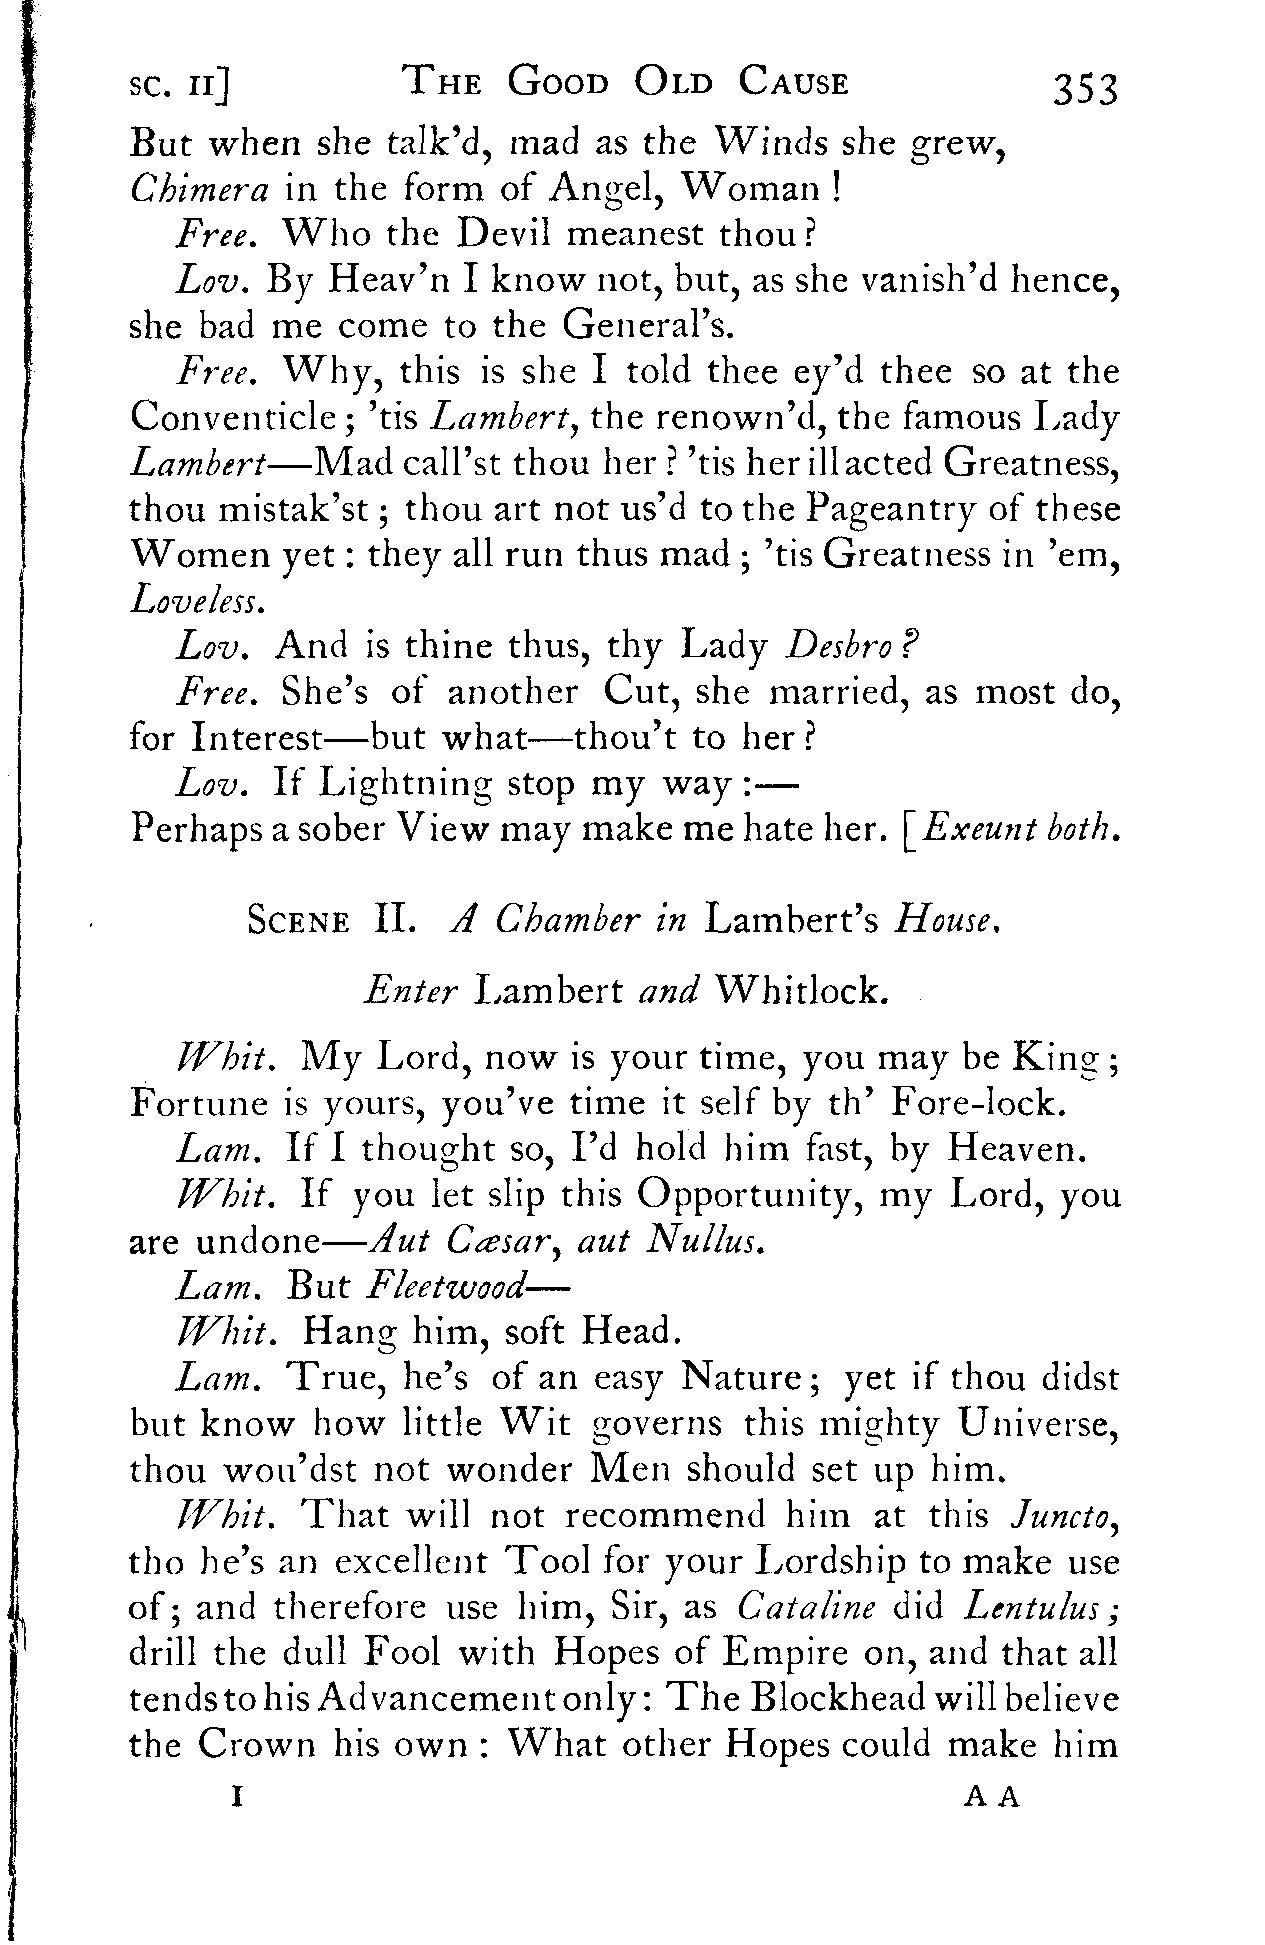 SC. II] THE GOOD OLD CAUSE 353
But when she talk'd, mad as the Winds she grew,
Chimera in the form of Angel, Woman !
Free. Who the Devil meanest thou ?
Lov. By Heav'n I know not, but, as she vanish'd hence,
she bad me come to the General's.
Free. Why, this is she I told thee ey'd thee so at the
Conventicle ; 'tis Lambert, the renown'd, the famous Lady
Lambert—Mad call'st thou her ? 'tis her ill acted Greatness,
thou mistak'st ; thou art not us'd to the Pageantry of these
Women yet : they all run thus mad ; 'tis Greatness in 'em,
Loveless.
Lov. And is thine thus, thy Lady Desbro ?
Free. She's of another Cut, she married, as most do,
for Interest—but what—thou't to her ?
Lov. If Lightning stop my way :—
Perhaps a sober View may make me hate her. [Exeunt both.
SCENE II. A Chamber in Lambert's House.
Enter Lambert and Whitlock.
Whit. My Lord, now is your time, you may be King ;
Fortune is yours, you've time it self by th' Fore-lock.
Lam. If I thought so, I'd hold him fast, by Heaven.
Whit. If you let slip this Opportunity, my Lord, you
are undone—Aut Cæsar, aut Nullus.
Lam. But Fleetwood—
Whit. Hang him, soft Head.
Lam. True, he's of an easy Nature ; yet if thou didst
but know how little Wit governs this mighty Universe,
thou wou'dst not wonder Men should set up him.
Whit. That will not recommend him at this Juncto,
tho he's an excellent Tool for your Lordship to make use
of ; and therefore use him, Sir, as Cataline did Lentulus ;
drill the dull Fool with Hopes of Empire on, and that all
tends to his Advancement only : The Blockhead will believe
the Crown his own : What other Hopes could make him
I A A